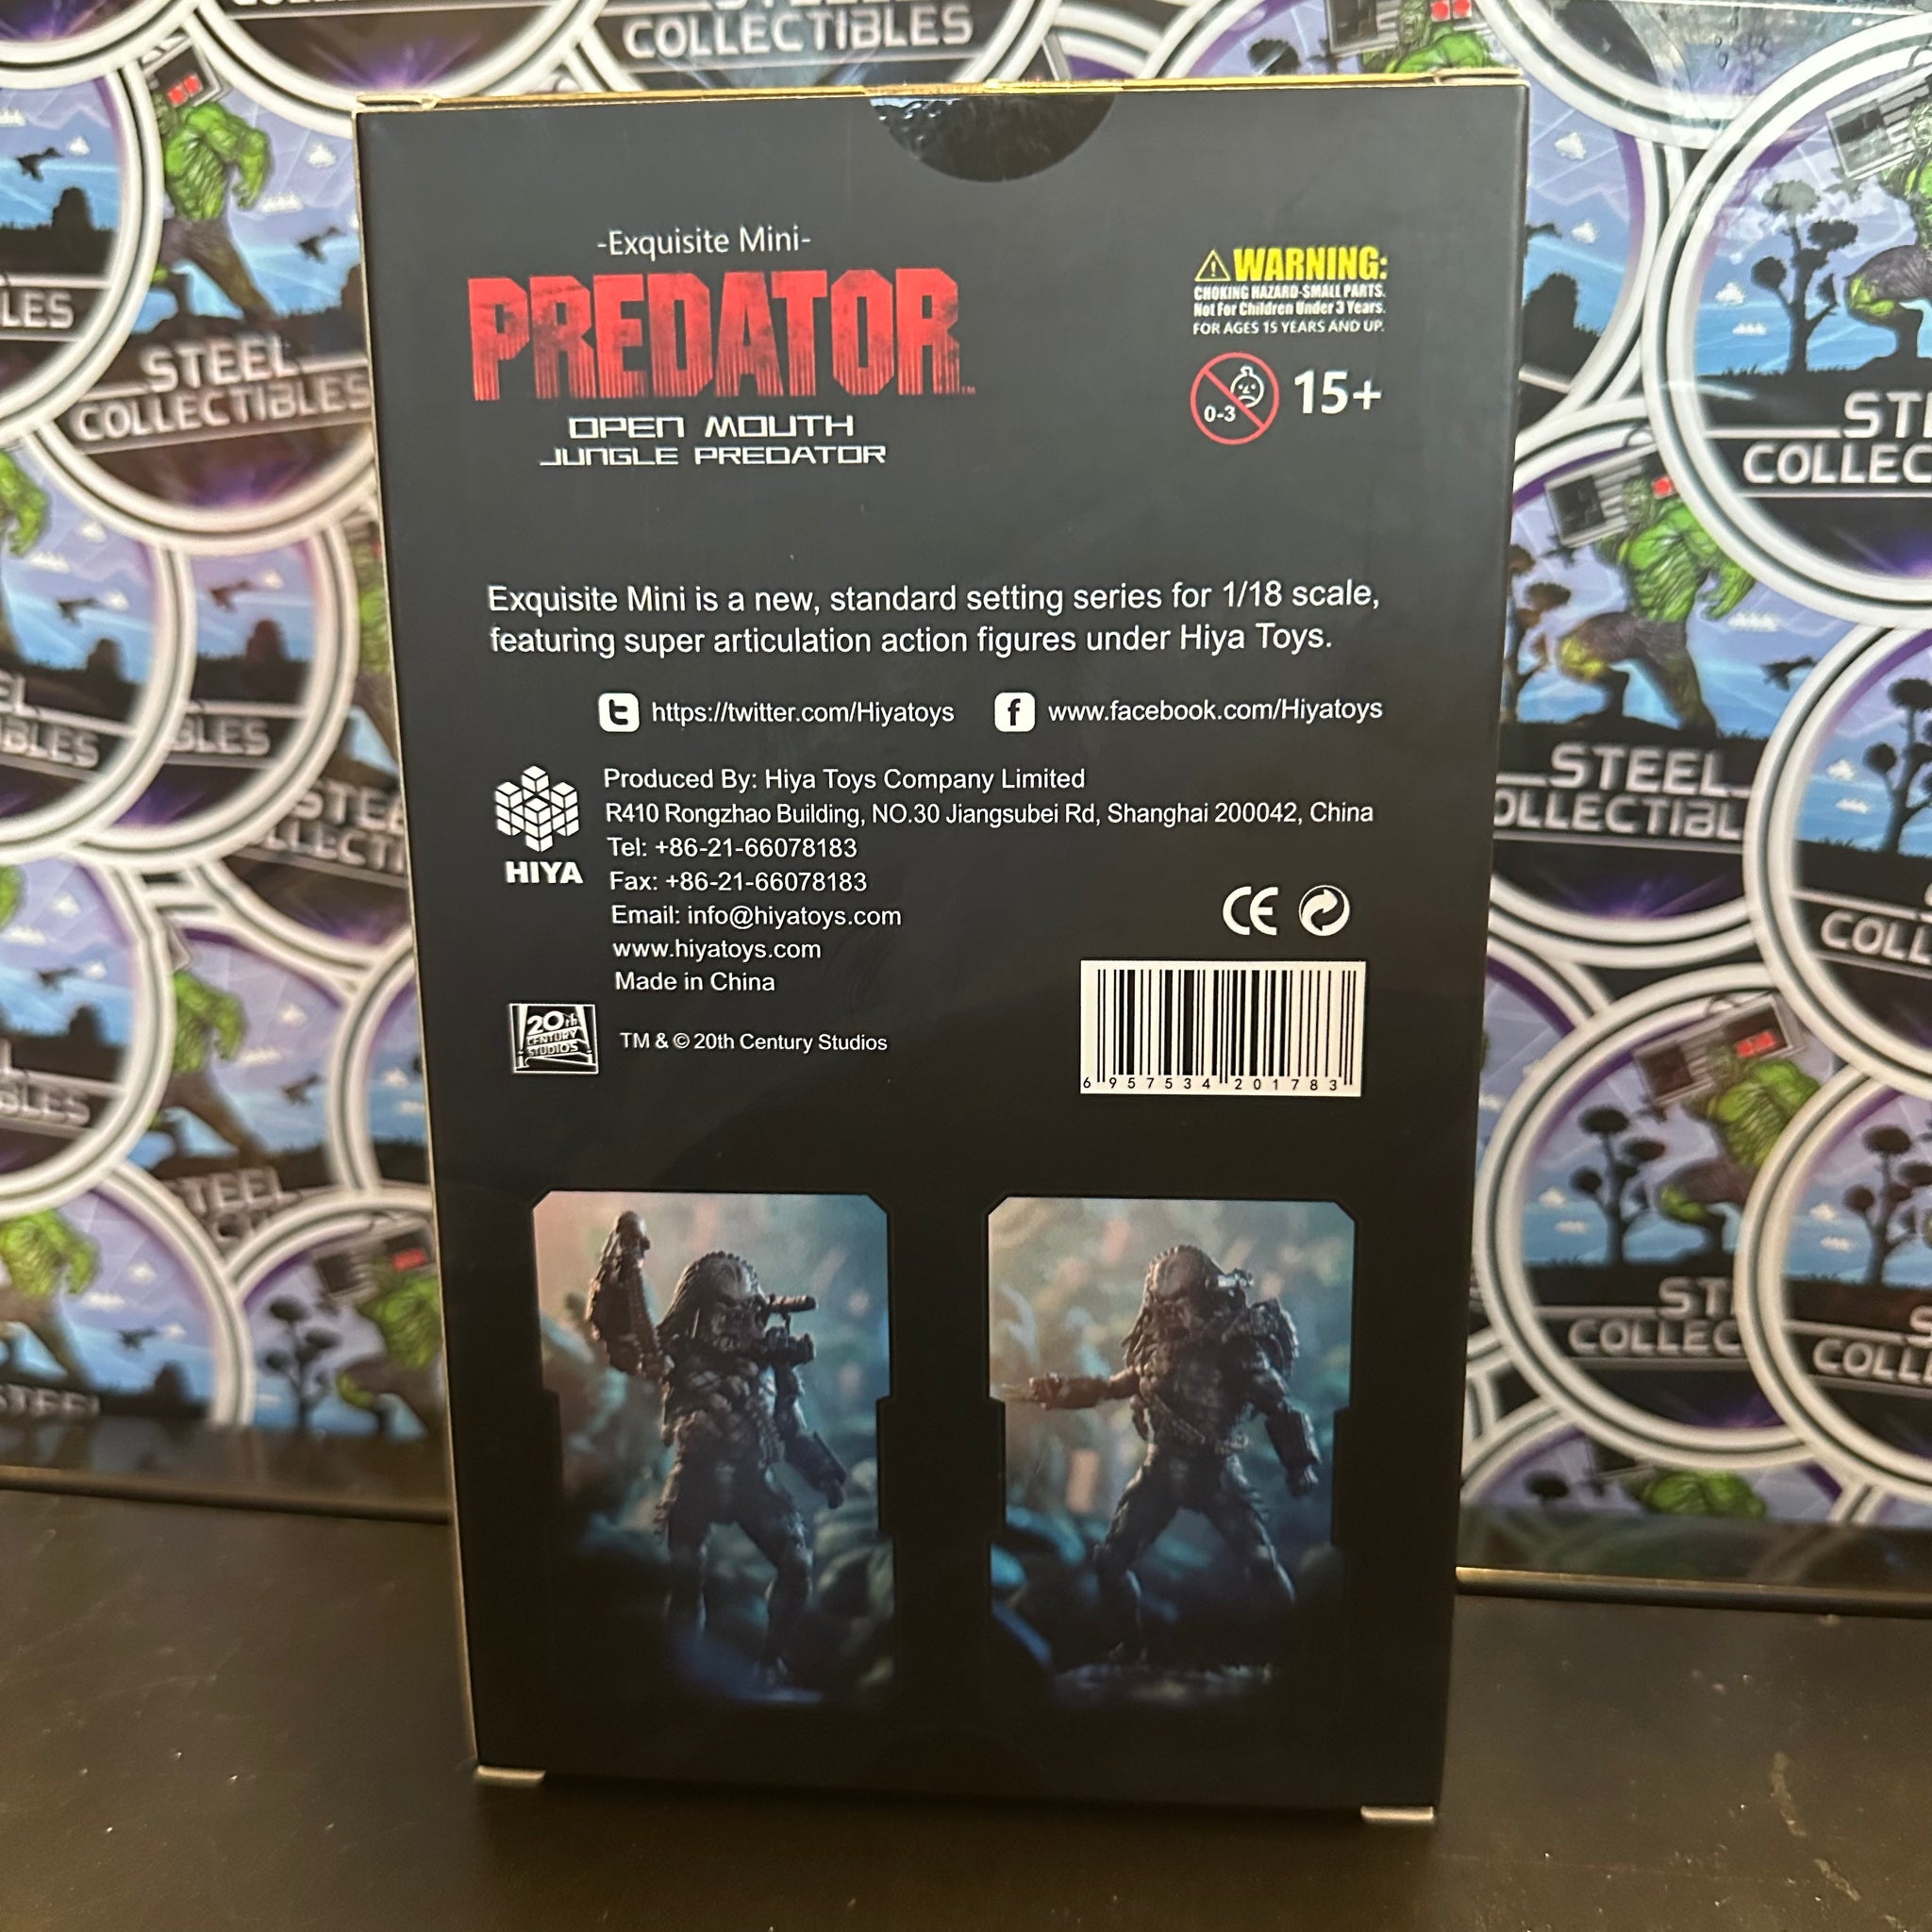 COLLECTIBLES
STEEL
COLLECTIBLES
-Exquisite Mini-
PREDATOR™
OPEN MOUTH
JUNGLE PREDATOR
WARNING:
CHOKING HAZARD-SMALL PARTS.
Not For Children Under 3 Years.
FOR AGES 15 YEARS AND UP.
0-3
15+
Exquisite Mini is a new, standard setting series for 1/18 scale,
featuring super articulation action figures under Hiya Toys.
https://twitter.com/Hiyatoys
www.facebook.com/Hiyatoys
HIYA
Produced By: Hiya Toys Company Limited
R410 Rongzhao Building, NO.30 Jiangsubei Rd, Shanghai 200042, China
Tel: +86-21-66078183
Fax: +86-21-66078183
Email: info@hiyatoys.com
www.hiyatoys.com
Made in China
CE
20th
CENTURY
STUDIOS
TM & © 20th Century Studios
6 957534 201783